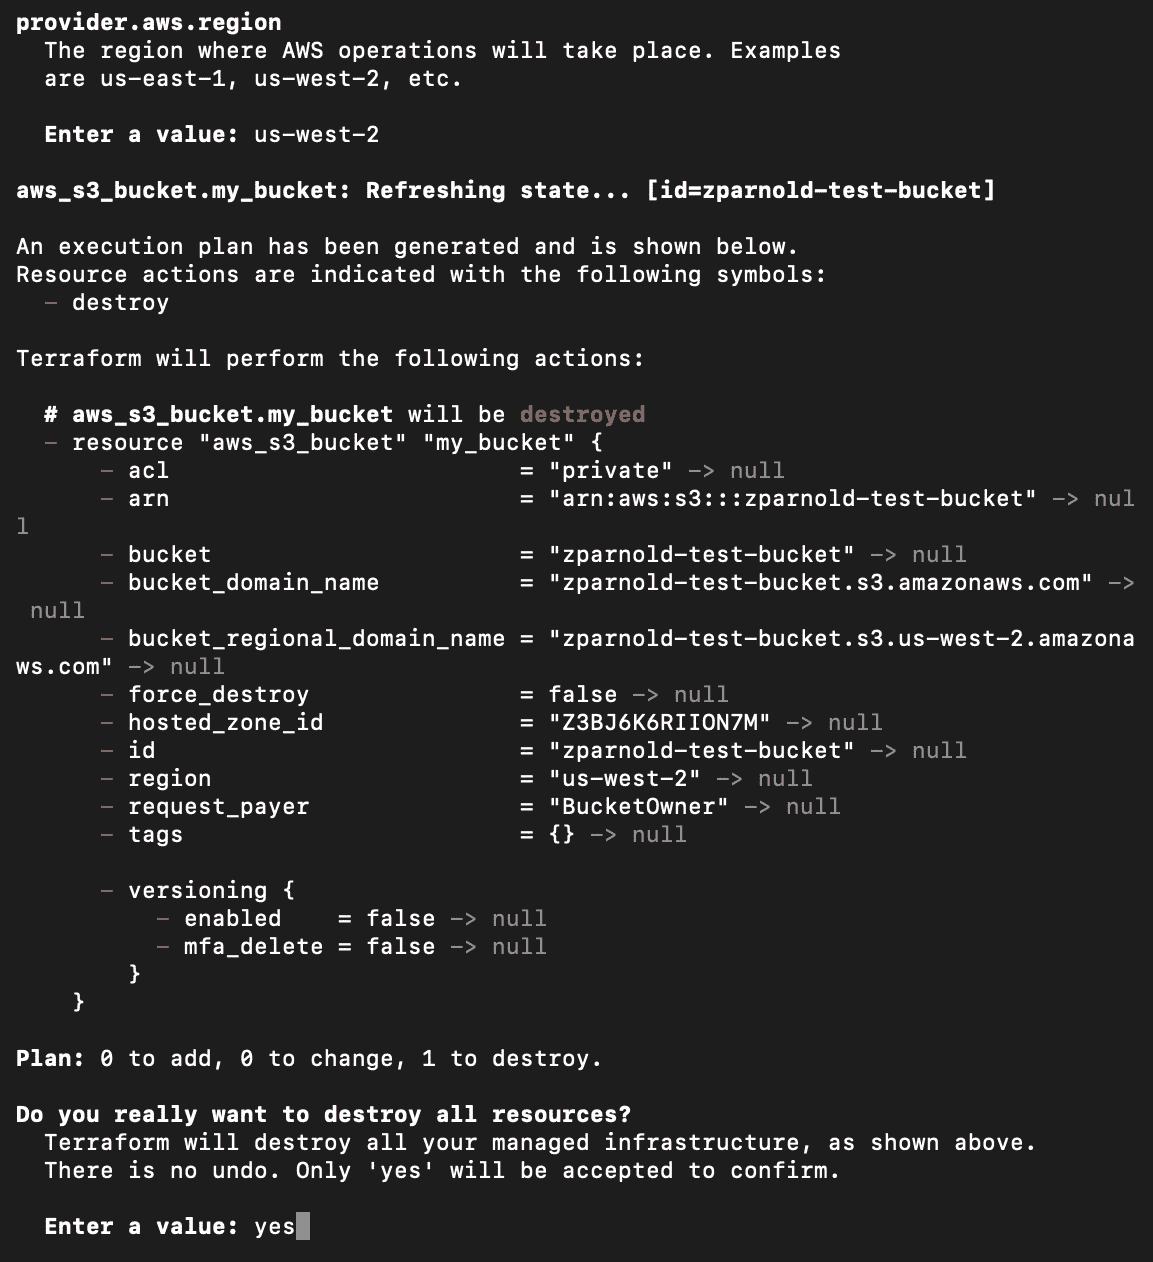 provider.aws.region
  The region where AWS operations will take place. Examples
  are us-east-1, us-west-2, etc.

  Enter a value: us-west-2

aws_s3_bucket.my_bucket: Refreshing state... [id=zparnold-test-bucket]

An execution plan has been generated and is shown below.
Resource actions are indicated with the following symbols:
  - destroy

Terraform will perform the following actions:

  # aws_s3_bucket.my_bucket will be destroyed
  - resource "aws_s3_bucket" "my_bucket" {
      - acl                         = "private" -> null
      - arn                         = "arn:aws:s3:::zparnold-test-bucket" -> nul
l
      - bucket                      = "zparnold-test-bucket" -> null
      - bucket_domain_name          = "zparnold-test-bucket.s3.amazonaws.com" ->
 null
      - bucket_regional_domain_name = "zparnold-test-bucket.s3.us-west-2.amazona
ws.com" -> null
      - force_destroy               = false -> null
      - hosted_zone_id              = "Z3BJ6K6RIION7M" -> null
      - id                          = "zparnold-test-bucket" -> null
      - region                      = "us-west-2" -> null
      - request_payer               = "BucketOwner" -> null
      - tags                        = {} -> null

      - versioning {
          - enabled    = false -> null
          - mfa_delete = false -> null
        }
    }

Plan: 0 to add, 0 to change, 1 to destroy.

Do you really want to destroy all resources?
  Terraform will destroy all your managed infrastructure, as shown above.
  There is no undo. Only 'yes' will be accepted to confirm.

  Enter a value: yes